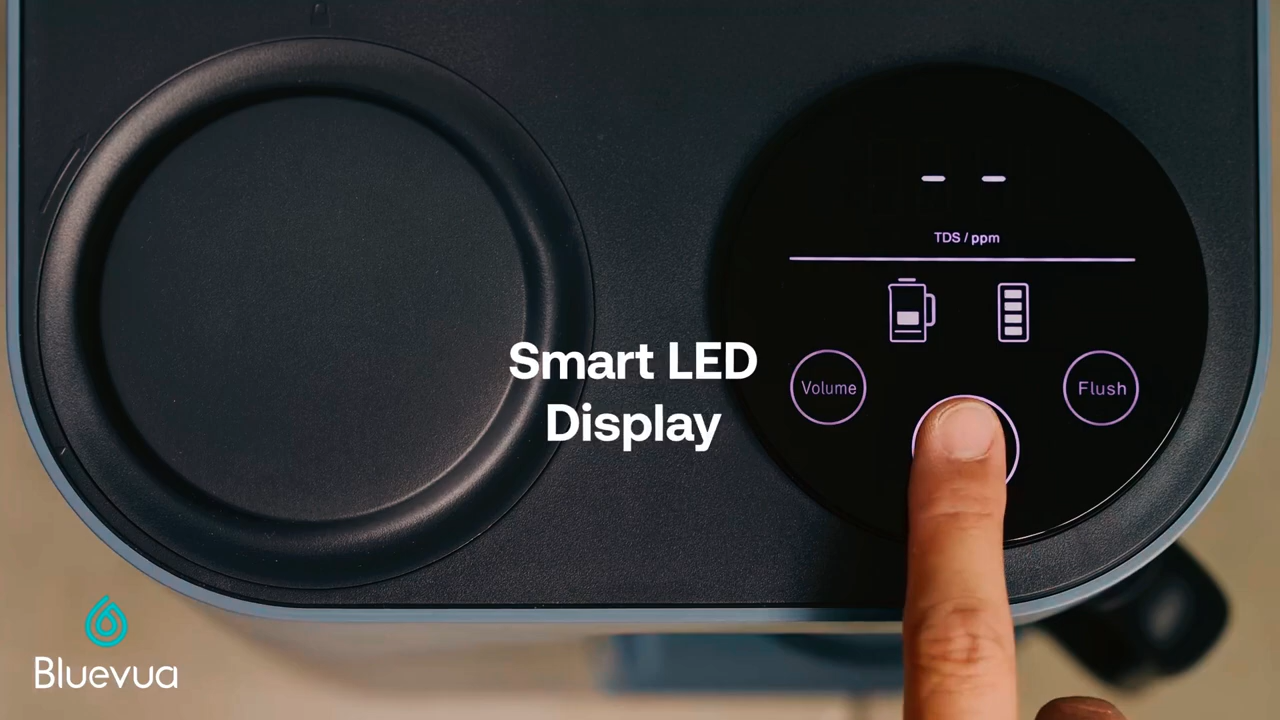 - -
TDS / ppm
Volume
Flush
Smart LED
Display
Bluevua